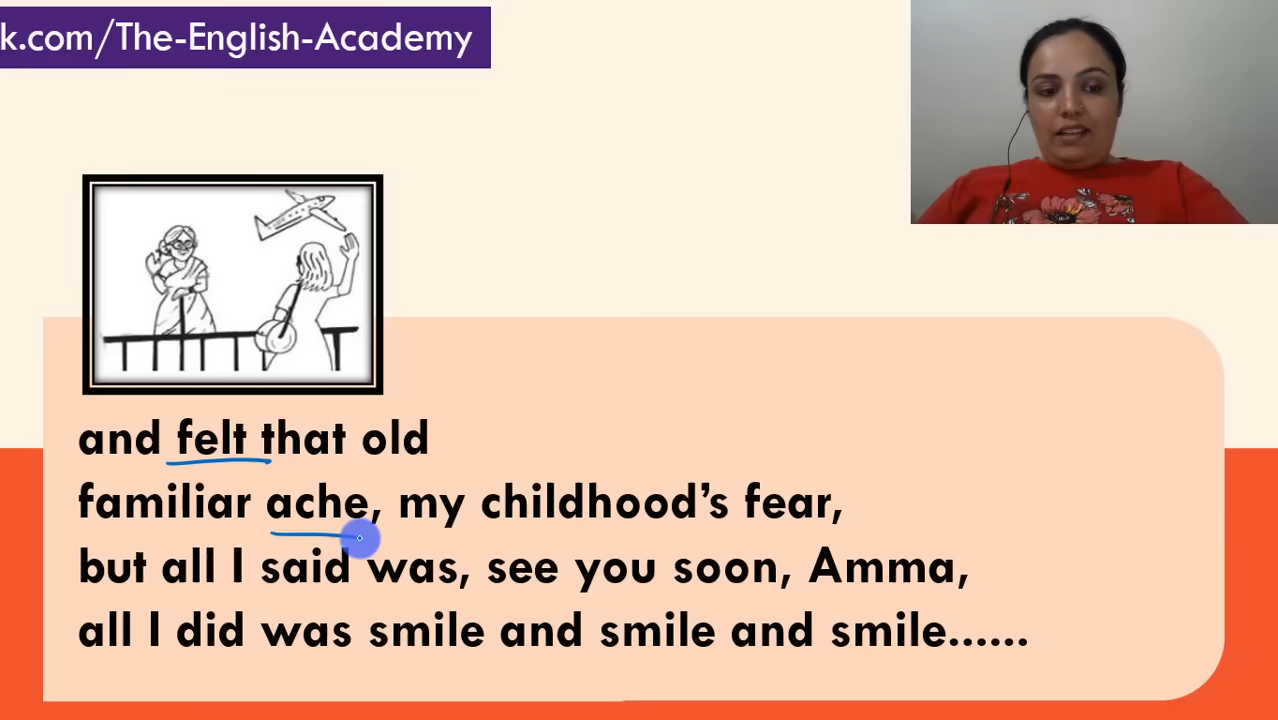 k.com/The-English-Academy
and felt that old
familiar ache, my childhood’s fear,
but all I said was, see you soon, Amma,
all I did was smile and smile and smile......